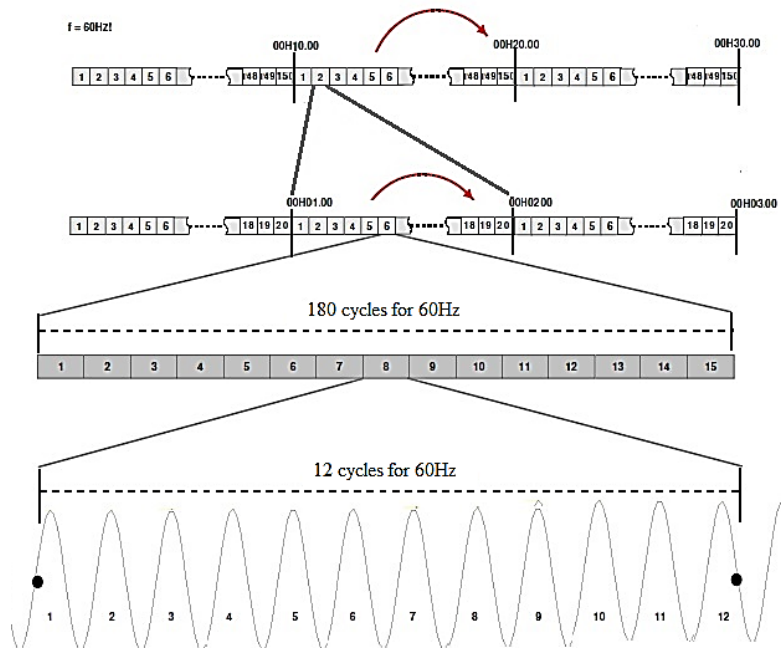 f = 60Hz!
00H10.00
00H20.00
00H30.00
1 2 3 4 5 6 148 149 150 1 2 3 4 5 6 148 149 150 1 2 3 4 5 6 148 149 150
00H01.00
00H02.00
00H03.00
1 2 3 4 5 6 18 19 20 1 2 3 4 5 6 18 19 20 1 2 3 4 5 6 18 19 20
180 cycles for 60Hz
1 2 3 4 5 6 7 8 9 10 11 12 13 14 15
12 cycles for 60Hz
1 2 3 4 5 6 7 8 9 10 11 12